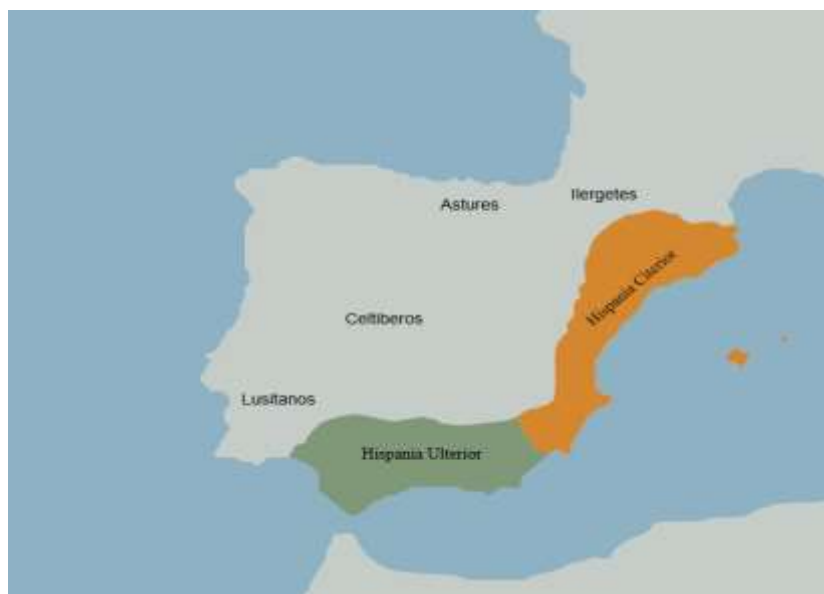 Ilergetes
Astures
Hispania Citerior
Celtiberos
Lusitanos
Hispania Ulterior